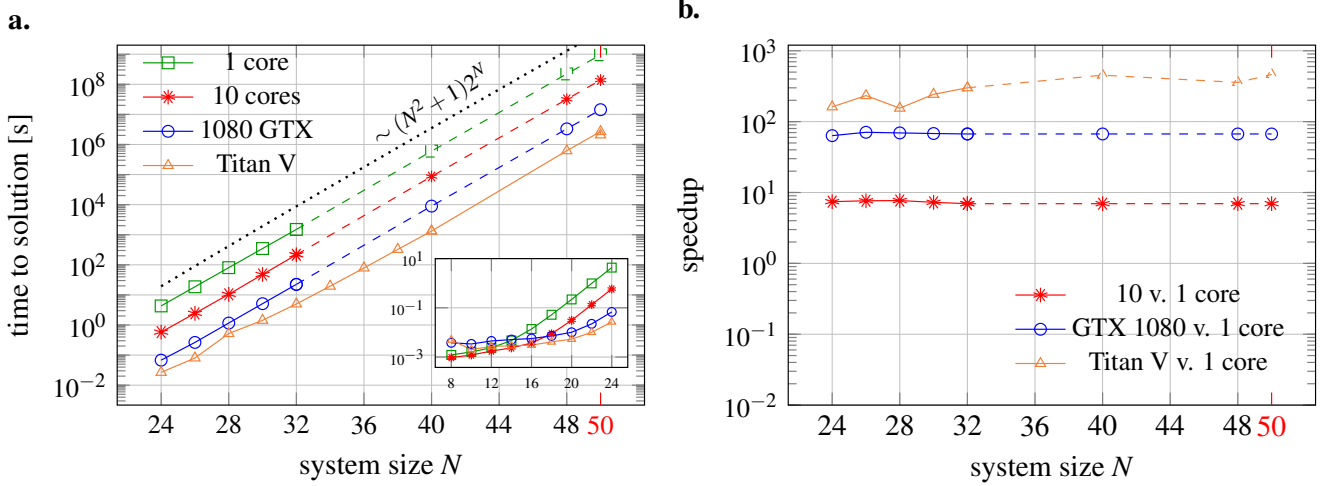 a.
time to solution [s]
10^8
10^6
10^4
10^2
10^0
10^−2
1 core
10 cores
1080 GTX
Titan V
∼ (N^2 + 1)2^N
10^1
10^−1
10^−3
8 12 16 20 24
24 28 32 36 40 44 48 50
system size N
b.
speedup
10^3
10^2
10^1
10^0
10^−1
10^−2
10 v. 1 core
GTX 1080 v. 1 core
Titan V v. 1 core
24 28 32 36 40 44 48 50
system size N